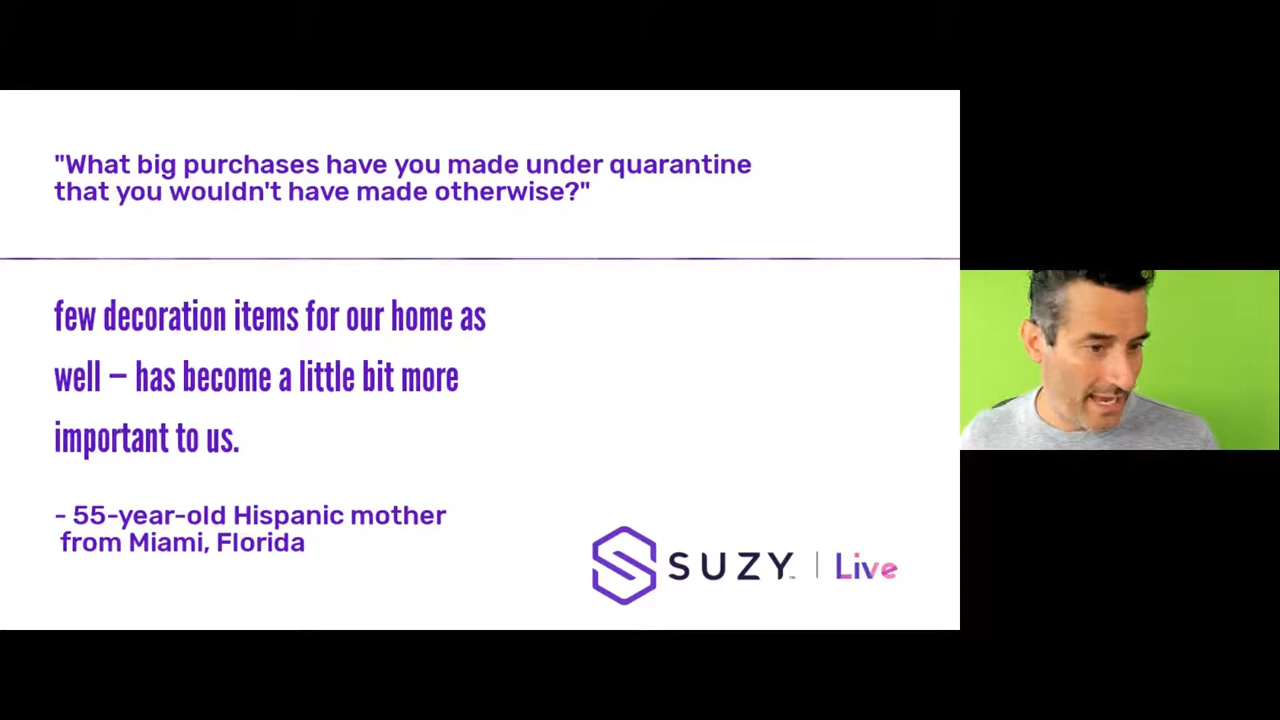 "What big purchases have you made under quarantine
that you wouldn't have made otherwise?"
few decoration items for our home as
well – has become a little bit more
important to us.
- 55-year-old Hispanic mother
from Miami, Florida
SUZY™ | Live